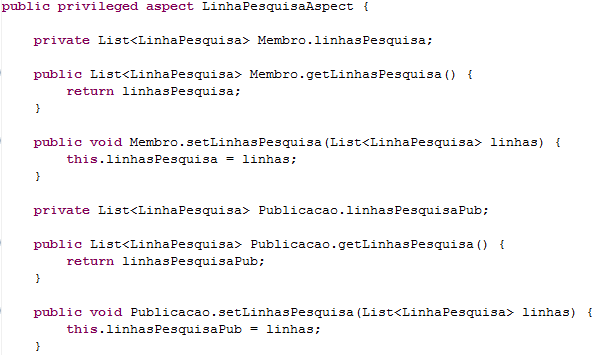 public privileged aspect LinhaPesquisaAspect {
private List<LinhaPesquisa> Membro.linhasPesquisa;
public List<LinhaPesquisa> Membro.getLinhasPesquisa() {
return linhasPesquisa;
}
public void Membro.setLinhasPesquisa(List<LinhaPesquisa> linhas) {
this.linhasPesquisa = linhas;
}
private List<LinhaPesquisa> Publicacao.linhasPesquisaPub;
public List<LinhaPesquisa> Publicacao.getLinhasPesquisa() {
return linhasPesquisaPub;
}
public void Publicacao.setLinhasPesquisa(List<LinhaPesquisa> linhas) {
this.linhasPesquisaPub = linhas;
}